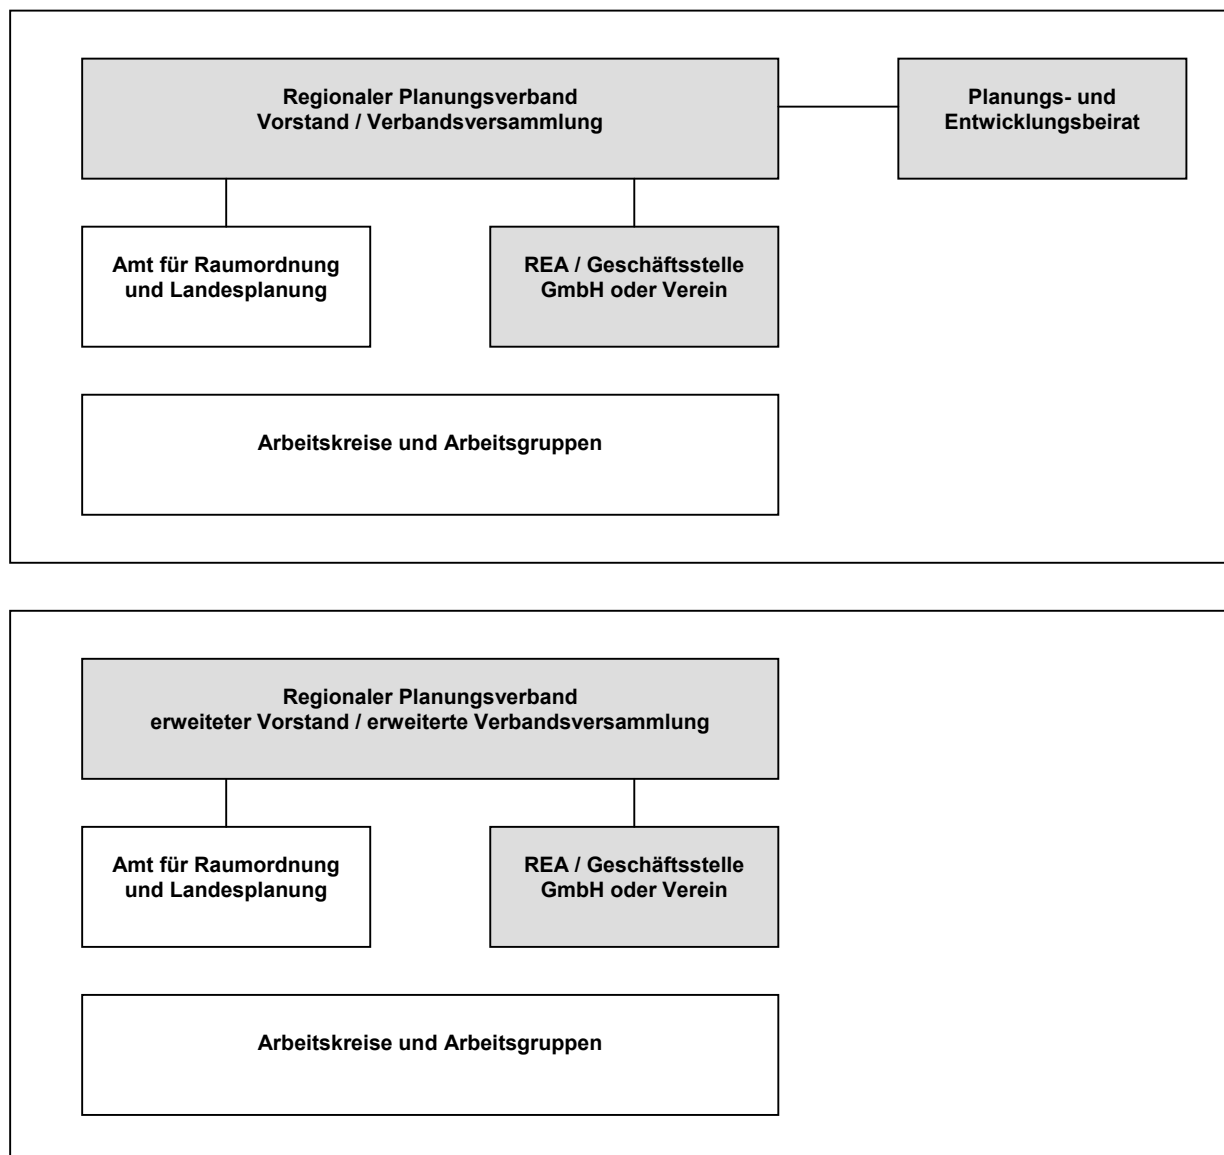 Regionaler Planungsverband
Vorstand / Verbandsversammlung
Planungs- und
Entwicklungsbeirat
Amt für Raumordnung
und Landesplanung
REA / Geschäftsstelle
GmbH oder Verein
Arbeitskreise und Arbeitsgruppen
Regionaler Planungsverband
erweiteter Vorstand / erweiterte Verbandsversammlung
Amt für Raumordnung
und Landesplanung
REA / Geschäftsstelle
GmbH oder Verein
Arbeitskreise und Arbeitsgruppen